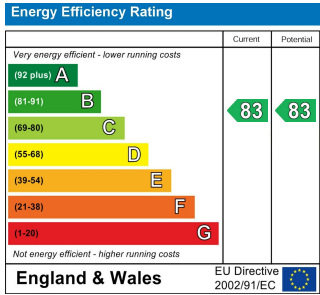 Energy Efficiency Rating
Current Potential
Very energy efficient - lower running costs
(92 plus) A
(81-91) B
83 83
(69-80) C
(55-68) D
(39-54) E
(21-38) F
(1-20) G
Not energy efficient - higher running costs
England & Wales
EU Directive
2002/91/EC